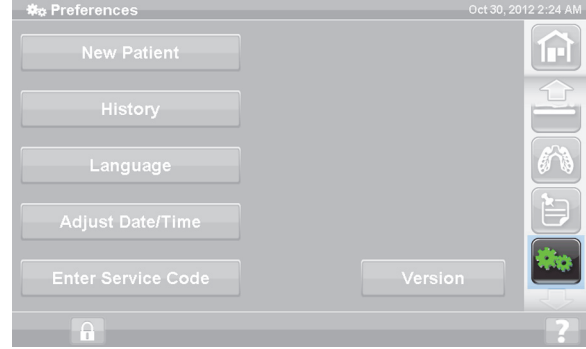 Preferences
Oct 30, 2012 2:24 AM
New Patient
History
Language
Adjust Date/Time
Enter Service Code
Version
?